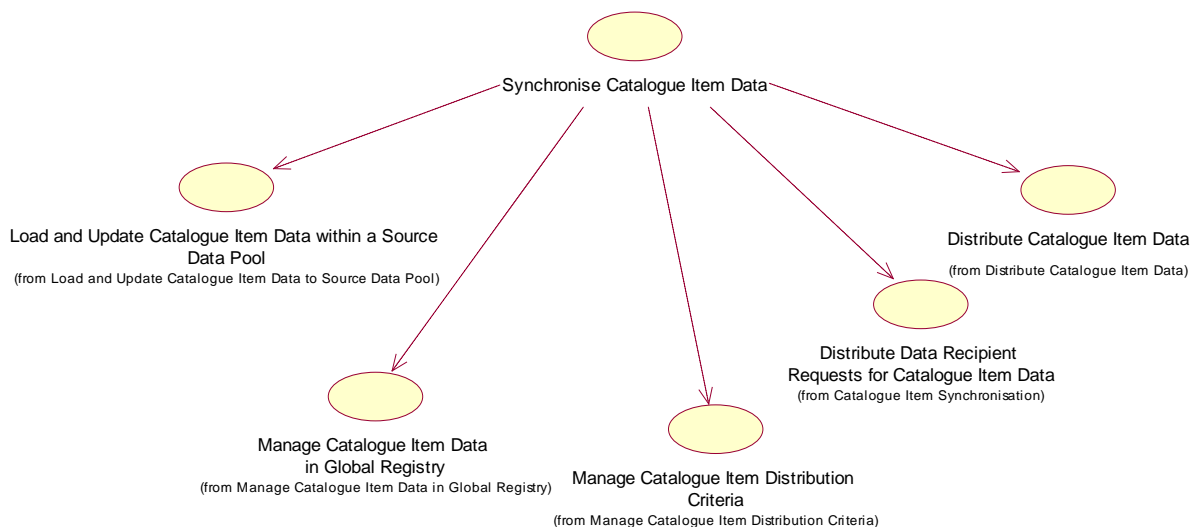 Synchronise Catalogue Item Data
Load and Update Catalogue Item Data within a Source
Data Pool
(from Load and Update Catalogue Item Data to Source Data Pool)
Distribute Catalogue Item Data
(from Distribute Catalogue Item Data)
Distribute Data Recipient
Requests for Catalogue Item Data
(from Catalogue Item Synchronisation)
Manage Catalogue Item Data
in Global Registry
(from Manage Catalogue Item Data in Global Registry)
Manage Catalogue Item Distribution
Criteria
(from Manage Catalogue Item Distribution Criteria)